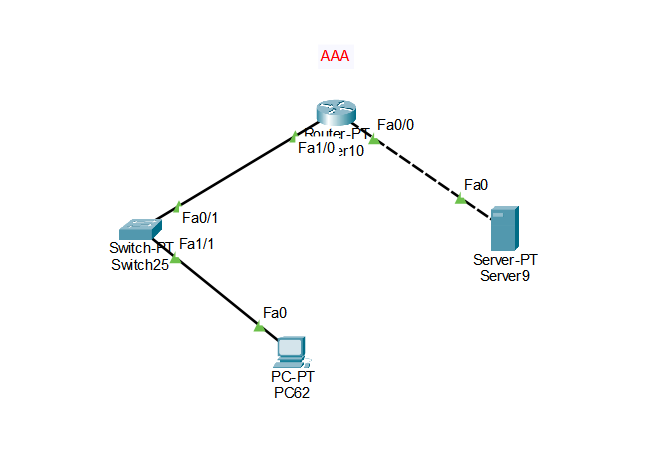 AAA
Fa0/0
Router-PT
Fa1/0
er10
Fa0
Fa0/1
Server-PT
Server9
Switch-PT
Fa1/1
Switch25
Fa0
PC-PT
PC62